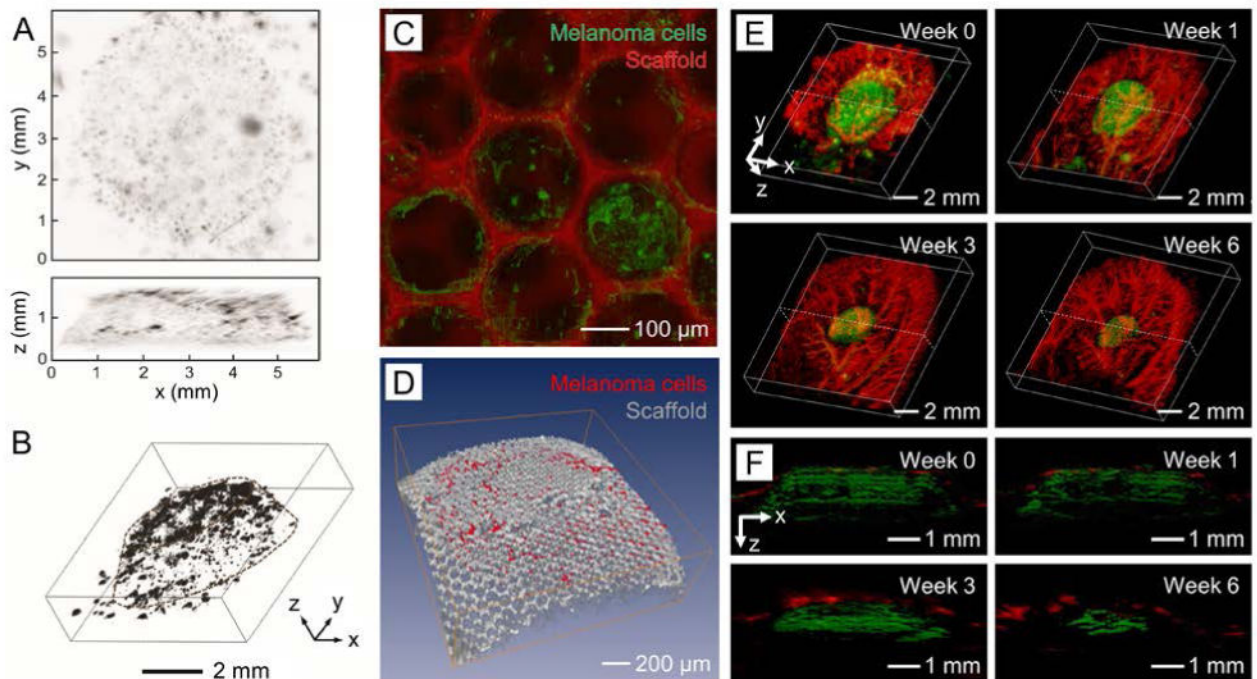 A
y (mm)
5
4
3
2
1
0
z (mm)
1
0
0 1 2 3 4 5
x (mm)
B
z y
x
2 mm
C
Melanoma cells
Scaffold
100 μm
D
Melanoma cells
Scaffold
200 μm
E
Week 0
y
x
z
2 mm
Week 1
2 mm
Week 3
2 mm
Week 6
2 mm
F
Week 0
x
z
1 mm
Week 1
1 mm
Week 3
1 mm
Week 6
1 mm